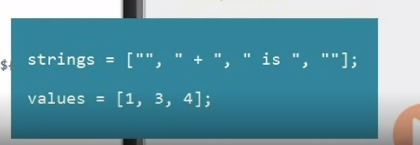 strings = ["", " + ", " is ", ""];
values = [1, 3, 4];